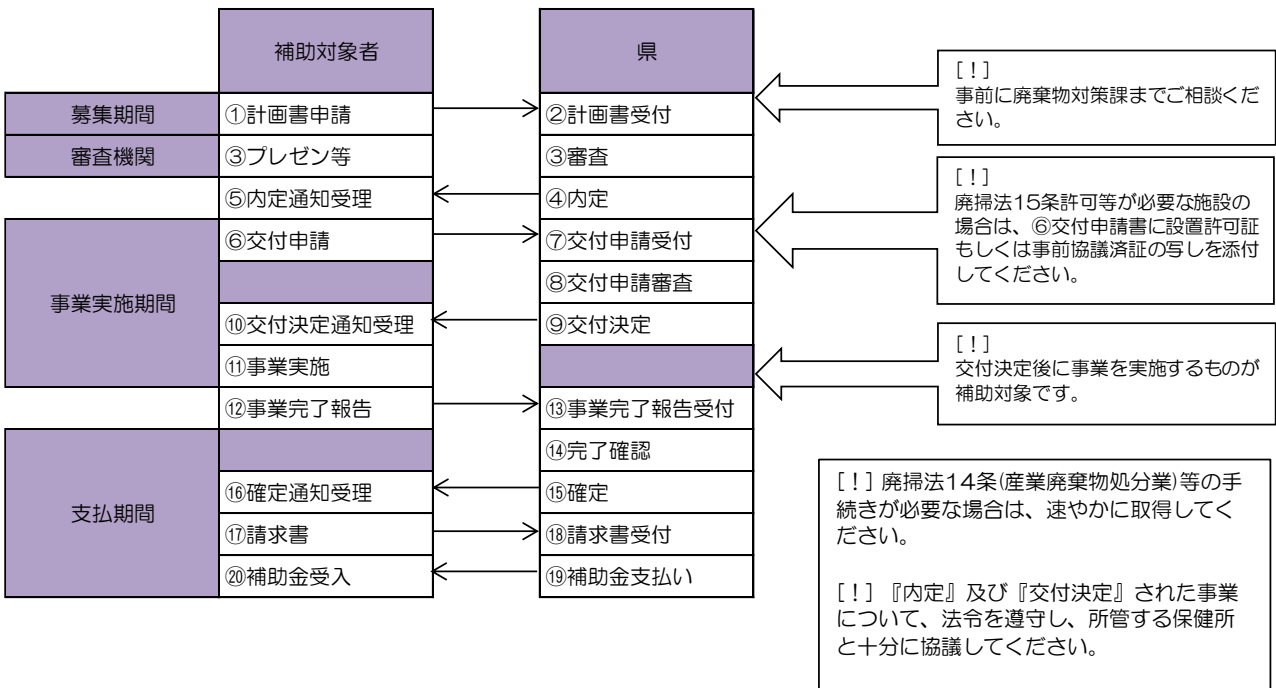 補助対象者
県
募集期間
①計画書申請
②計画書受付
審査機関
③プレゼン等
③審査
⑤内定通知受理
④内定
事業実施期間
⑥交付申請
⑦交付申請受付
⑧交付申請審査
⑩交付決定通知受理
⑨交付決定
⑪事業実施
⑫事業完了報告
⑬事業完了報告受付
支払期間
⑭完了確認
⑯確定通知受理
⑮確定
⑰請求書
⑱請求書受付
⑳補助金受入
⑲補助金支払い
[！]
事前に廃棄物対策課までご相談くだ
さい。
[！]
廃掃法15条許可等が必要な施設の
場合は、⑥交付申請書に設置許可証
もしくは事前協議済証の写しを添付
してください。
[！]
交付決定後に事業を実施するものが
補助対象です。
[！] 廃掃法14条(産業廃棄物処分業)等の手
続きが必要な場合は、速やかに取得してく
ださい。
[！] 『内定』及び『交付決定』された事業
について、法令を遵守し、所管する保健所
と十分に協議してください。